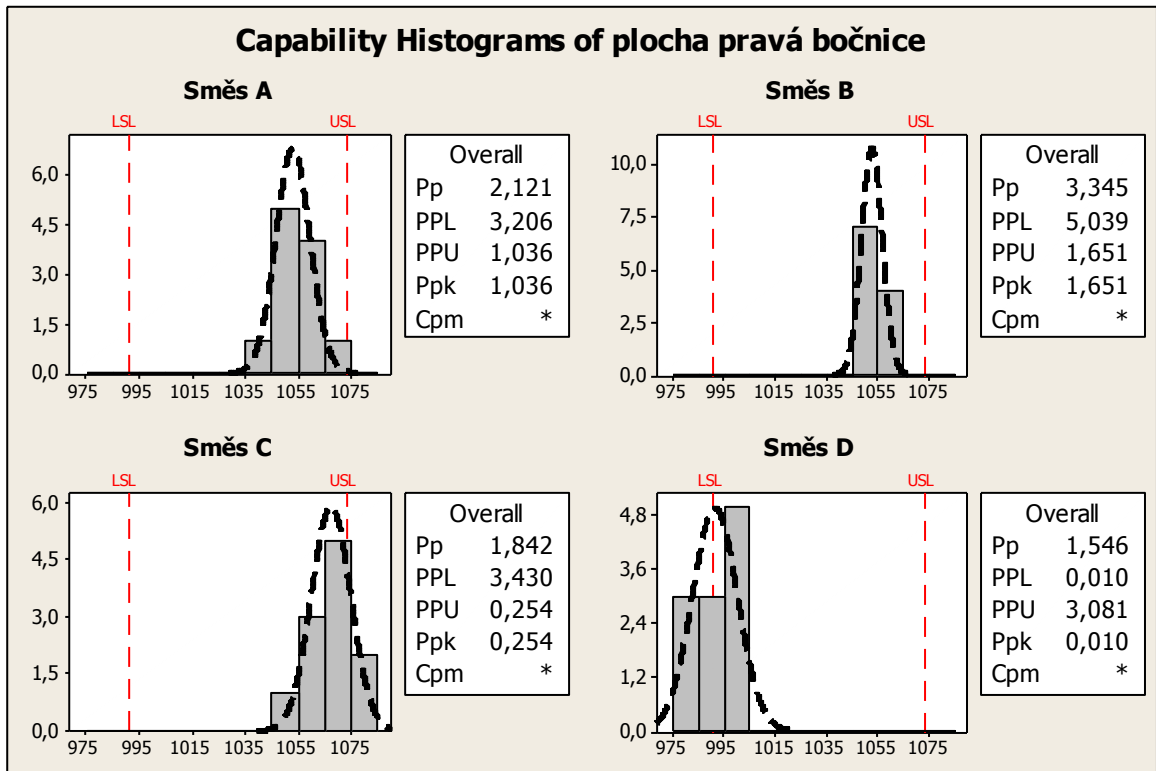 Capability Histograms of plocha pravá bočnice
Směs A
LSL USL
6,0
4,5
3,0
1,5
0,0
975 995 1015 1035 1055 1075
Overall
Pp 2,121
PPL 3,206
PPU 1,036
Ppk 1,036
Cpm *
Směs B
LSL USL
10,0
7,5
5,0
2,5
0,0
975 995 1015 1035 1055 1075
Overall
Pp 3,345
PPL 5,039
PPU 1,651
Ppk 1,651
Cpm *
Směs C
LSL USL
6,0
4,5
3,0
1,5
0,0
975 995 1015 1035 1055 1075
Overall
Pp 1,842
PPL 3,430
PPU 0,254
Ppk 0,254
Cpm *
Směs D
LSL USL
4,8
3,6
2,4
1,2
0,0
975 995 1015 1035 1055 1075
Overall
Pp 1,546
PPL 0,010
PPU 3,081
Ppk 0,010
Cpm *